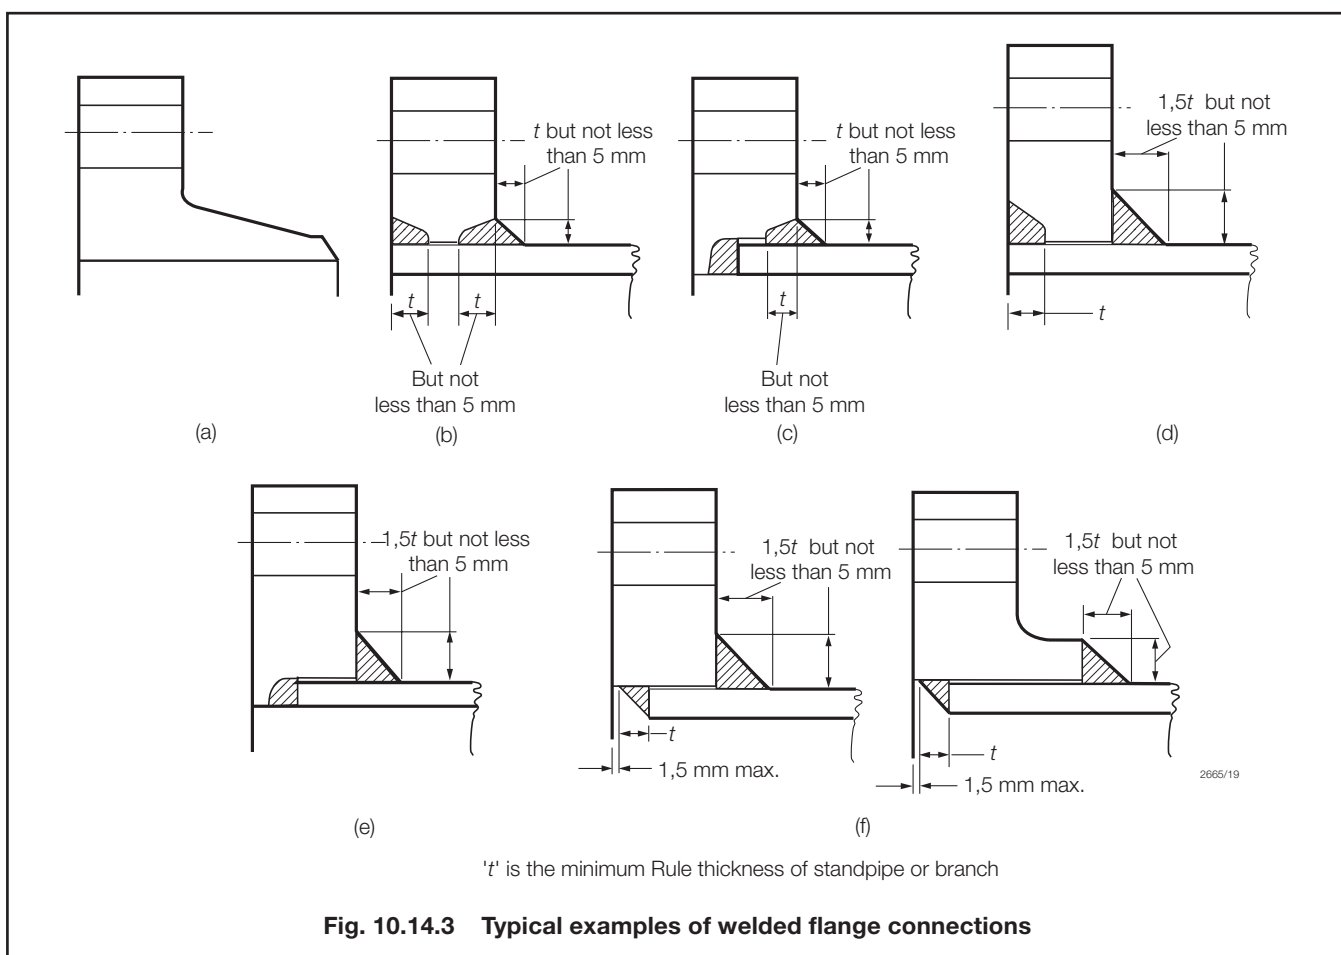 t but not less
than 5 mm
t
t
But not
less than 5 mm
t but not less
than 5 mm
t
But not
less than 5 mm
1,5t but not
less than 5 mm
t
(a)
(b)
(c)
(d)
1,5t but not less
than 5 mm
1,5t but not
less than 5 mm
t
1,5 mm max.
1,5t but not
less than 5 mm
t
1,5 mm max.
2665/19
(e)
(f)
't' is the minimum Rule thickness of standpipe or branch
Fig. 10.14.3 Typical examples of welded flange connections